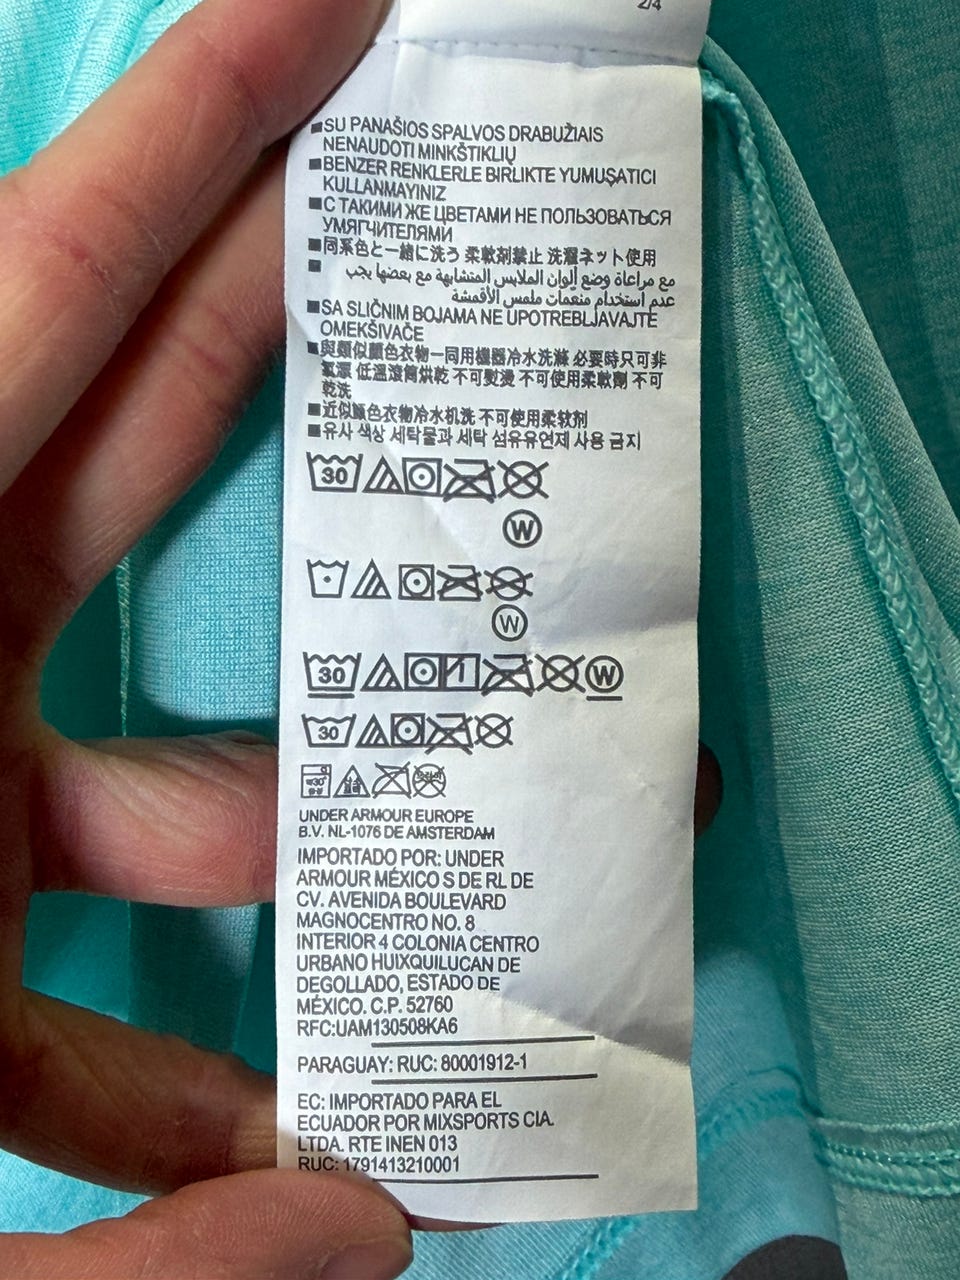 2/4
■SU PANAŠIOS SPALVOS DRABUŽIAIS
NENAUDOTI MINKŠTIKLIŲ
■BENZER RENKLERLE BIRLIKTE YUMUŞATICI
KULLANMAYINIZ
■С ТАКИМИ ЖЕ ЦВЕТАМИ НЕ ПОЛЬЗОВАТЬСЯ
УМЯГЧИТЕЛЯМИ
■同系色と一緒に洗う 柔軟剤禁止 洗濯ネット使用
■ مع مراعاة وضع ألوان الملابس المتشابهة مع بعضها يجب
عدم استخدام منعمات ملمس الأقمشة
■SA SLIČNIM BOJAMA NE UPOTREBLJAVAJTE
OMEKŠIVAČE
■與類似顏色衣物一同用機器冷水洗滌 必要時只可非
氯漂 低溫滾筒烘乾 不可熨燙 不可使用柔軟劑 不可
乾洗
■近似颜色衣物冷水机洗 不可使用柔软剂
■유사 색상 세탁물과 세탁 섬유유연제 사용 금지
30
W
W
30 1 W
30
UNDER ARMOUR EUROPE
B.V. NL-1076 DE AMSTERDAM
IMPORTADO POR: UNDER
ARMOUR MÉXICO S DE RL DE
CV. AVENIDA BOULEVARD
MAGNOCENTRO NO. 8
INTERIOR 4 COLONIA CENTRO
URBANO HUIXQUILUCAN DE
DEGOLLADO, ESTADO DE
MÉXICO. C.P. 52760
RFC:UAM130508KA6
PARAGUAY: RUC: 80001912-1
EC: IMPORTADO PARA EL
ECUADOR POR MIXSPORTS CIA.
LTDA. RTE INEN 013
RUC: 1791413210001